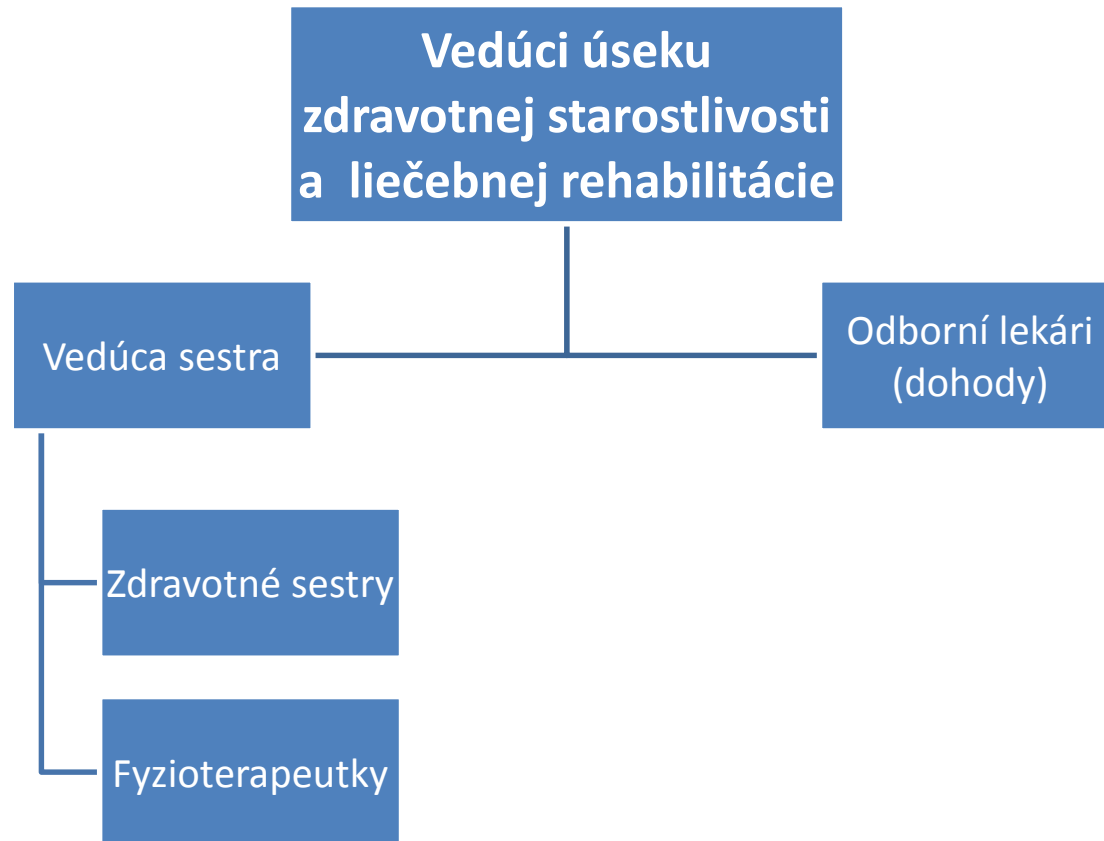 Vedúci úseku
zdravotnej starostlivosti
a liečebnej rehabilitácie
Vedúca sestra
Odborní lekári
(dohody)
Zdravotné sestry
Fyzioterapeutky